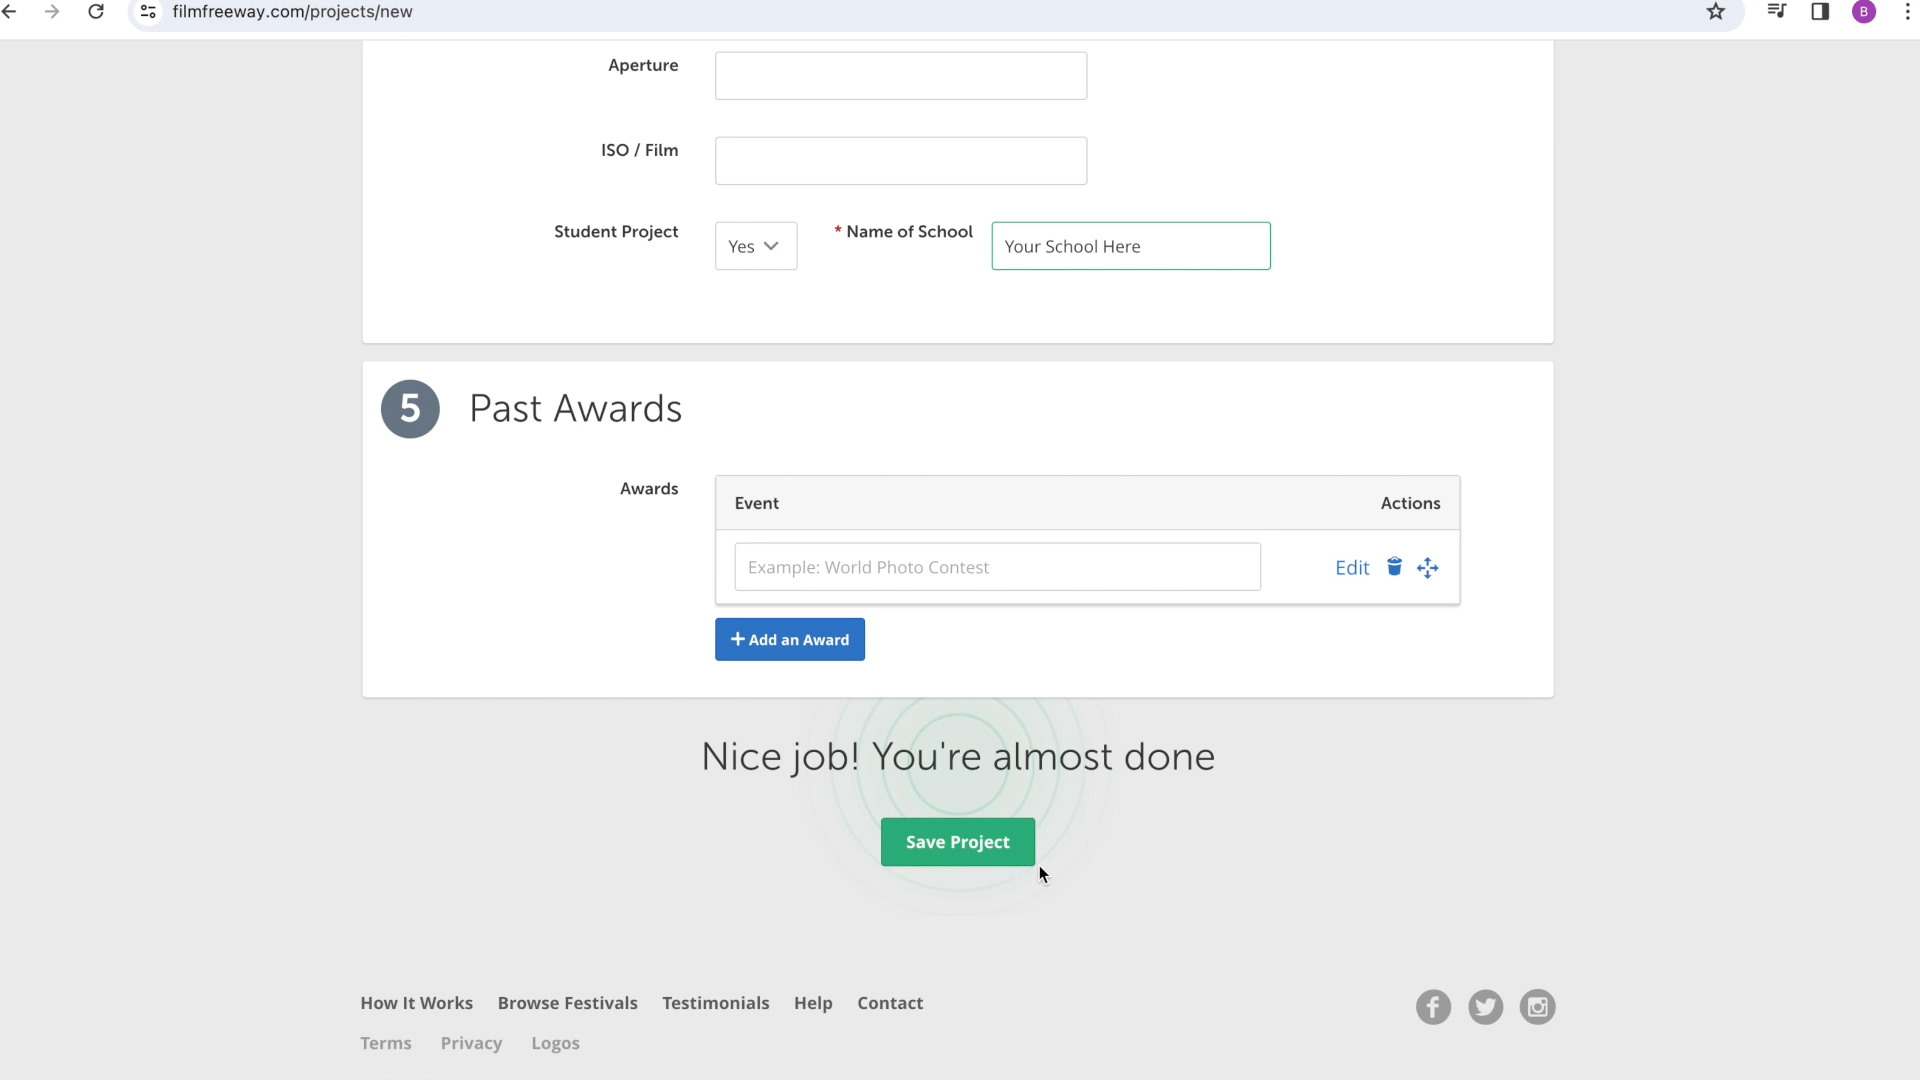 filmfreeway.com/projects/new
B
Aperture
ISO / Film
Student Project Yes * Name of School Your School Here
5 Past Awards
Awards
Event Actions
Example: World Photo Contest Edit
+ Add an Award
Nice job! You're almost done
Save Project
How It Works Browse Festivals Testimonials Help Contact
Terms Privacy Logos